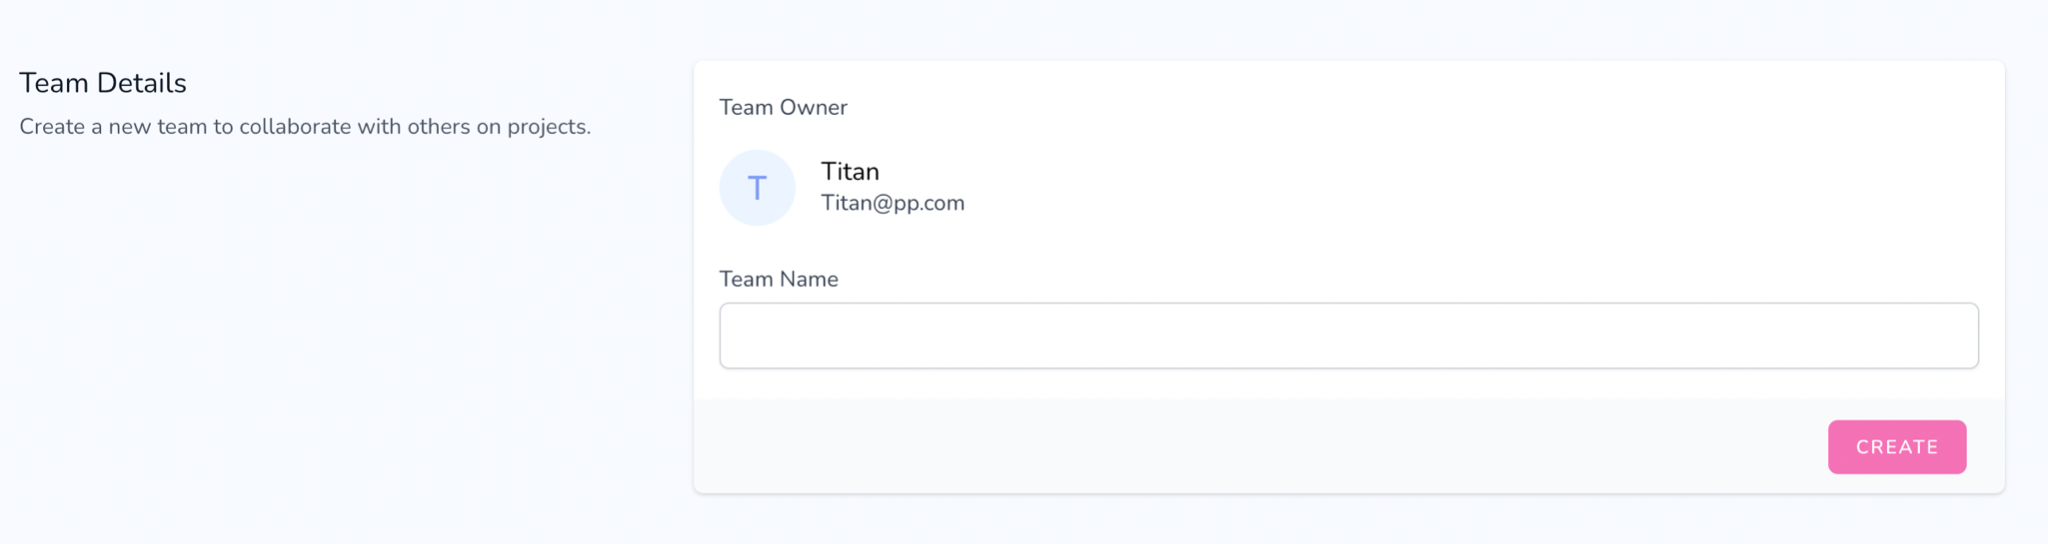 Team Details
Create a new team to collaborate with others on projects.
Team Owner
T
Titan
Titan@pp.com
Team Name
CREATE